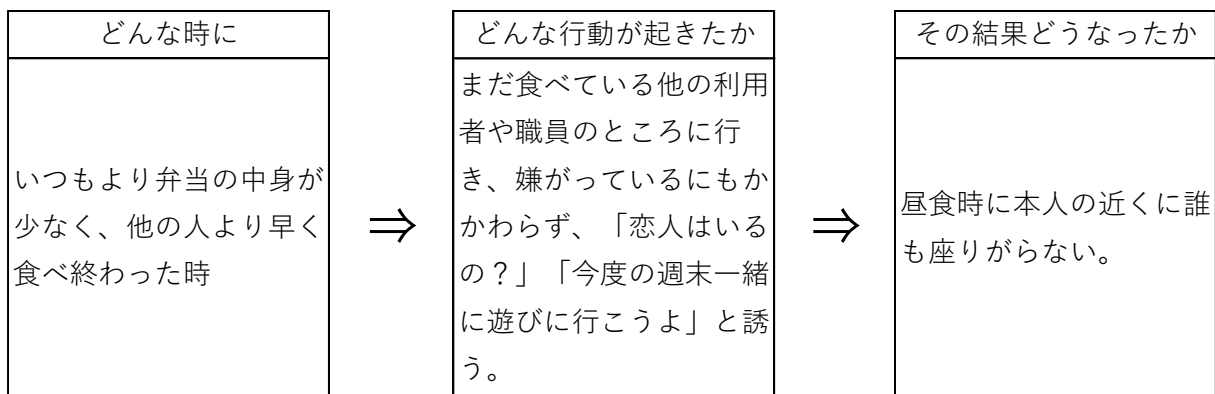 どんな時に
いつもより弁当の中身が
少なく、他の人より早く
食べ終わった時
⇒
どんな行動が起きたか
まだ食べている他の利用
者や職員のところに行
き、嫌がっているにもか
かわらず、「恋人はいる
の？」「今度の週末一緒
に遊びに行こうよ」と誘
う。
⇒
その結果どうなったか
昼食時に本人の近くに誰
も座りがらない。